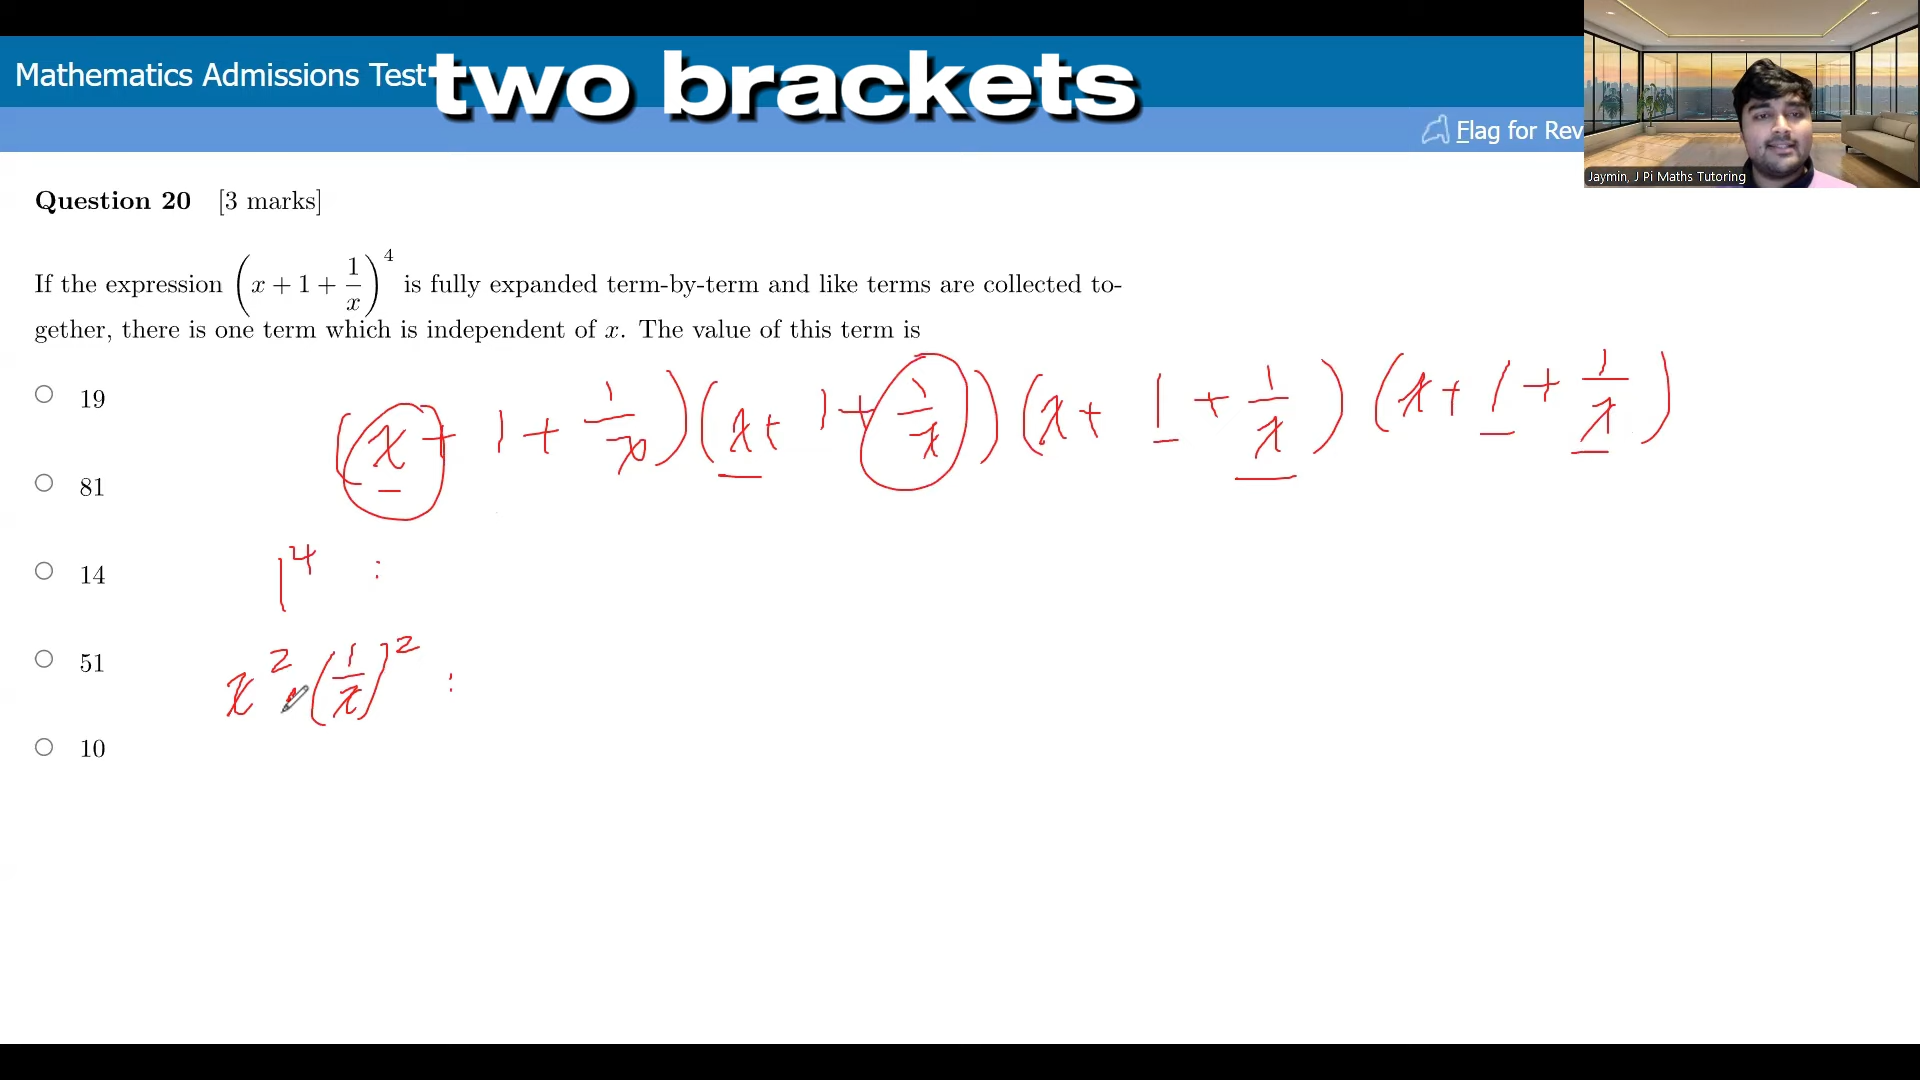 Mathematics Admissions Test
two brackets
Flag for Rev
Jaymin, J Pi Maths Tutoring
Question 20 [3 marks]
If the expression (x + 1 + 1/x)^4 is fully expanded term-by-term and like terms are collected to-
gether, there is one term which is independent of x. The value of this term is
19
(x + 1 + 1/x)(x + 1 + 1/x)(x + 1 + 1/x)(x + 1 + 1/x)
81
1^4 :
14
x^2 · (1/x)^2 :
51
10